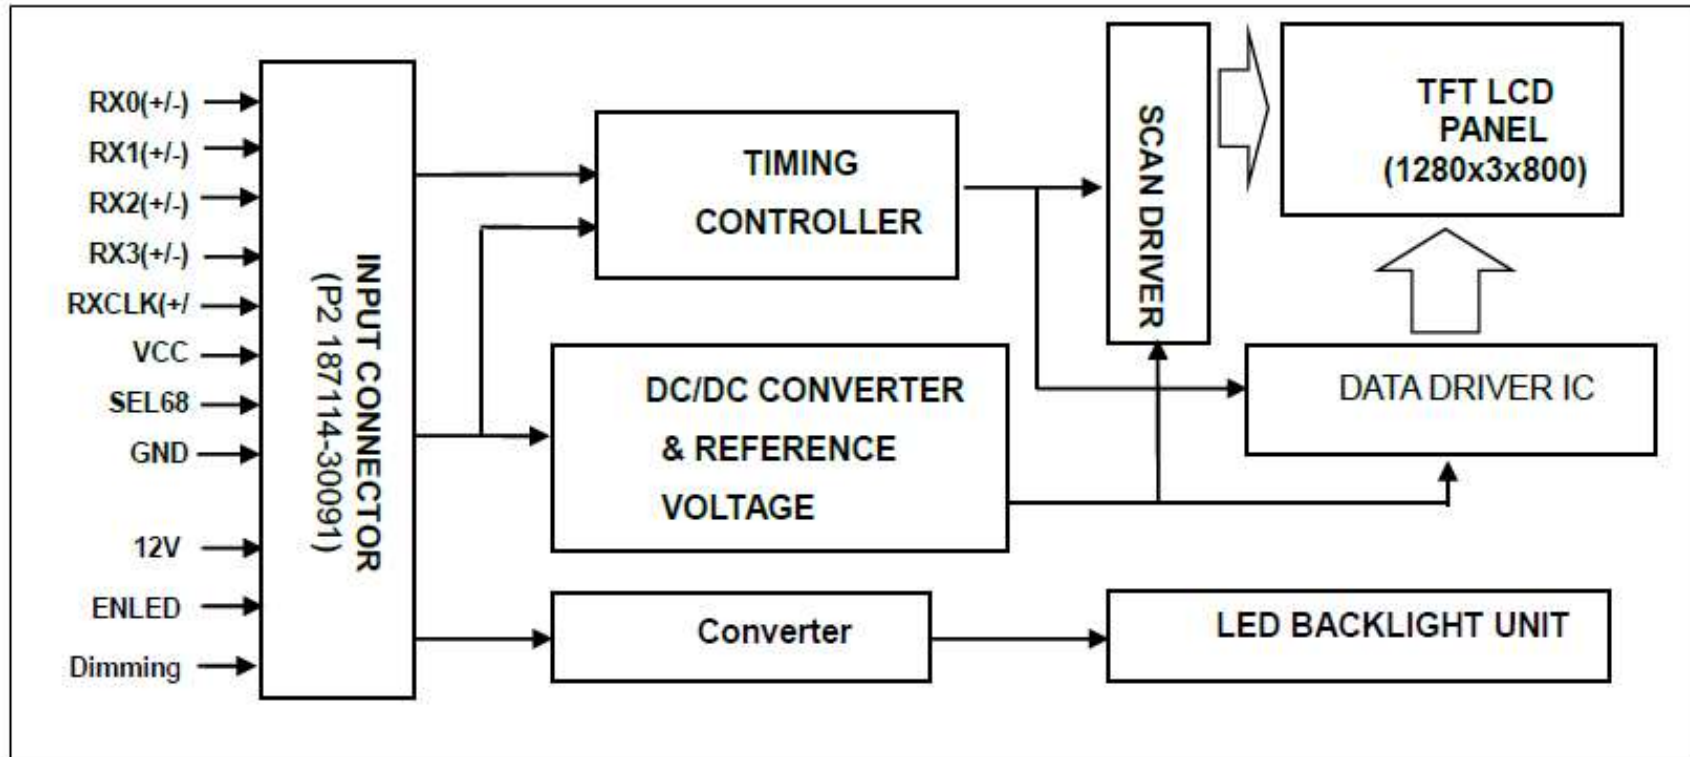 RX0(+/-)
RX1(+/-)
RX2(+/-)
RX3(+/-)
RXCLK(+/
VCC
SEL68
GND
12V
ENLED
Dimming
INPUT CONNECTOR
(P2 187114-30091)
TIMING
CONTROLLER
DC/DC CONVERTER
& REFERENCE
VOLTAGE
Converter
SCAN DRIVER
TFT LCD
PANEL
(1280x3x800)
DATA DRIVER IC
LED BACKLIGHT UNIT